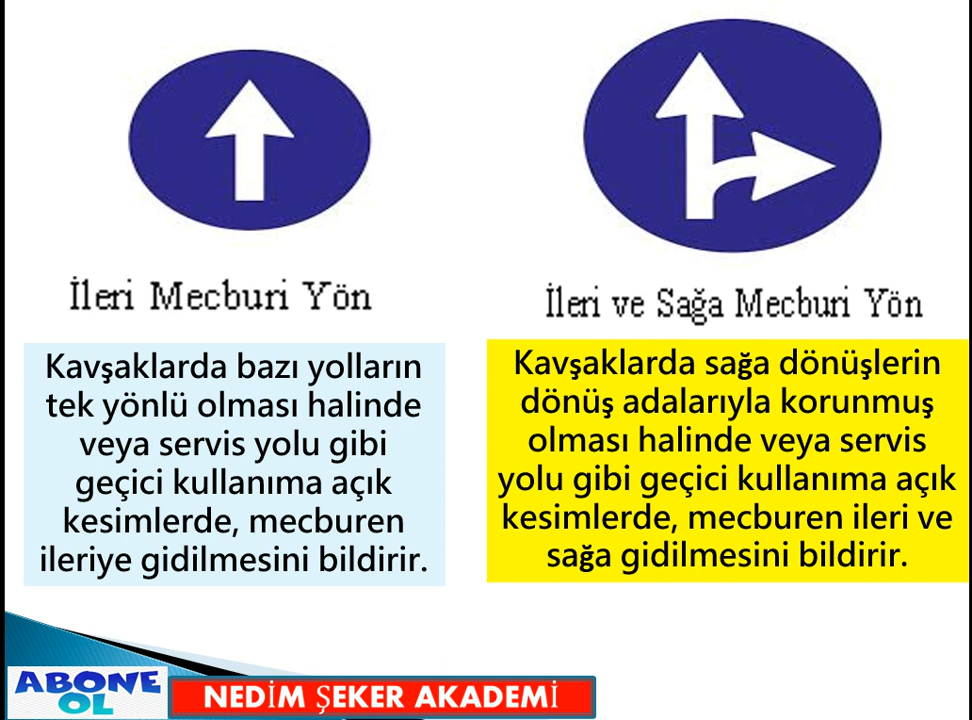 İleri Mecburi Yön
Kavşaklarda bazı yolların
tek yönlü olması halinde
veya servis yolu gibi
geçici kullanıma açık
kesimlerde, mecburen
ileriye gidilmesini bildirir.
İleri ve Sağa Mecburi Yön
Kavşaklarda sağa dönüşlerin
dönüş adalarıyla korunmuş
olması halinde veya servis
yolu gibi geçici kullanıma açık
kesimlerde, mecburen ileri ve
sağa gidilmesini bildirir.
ABONE
OL
NEDİM ŞEKER AKADEMİ